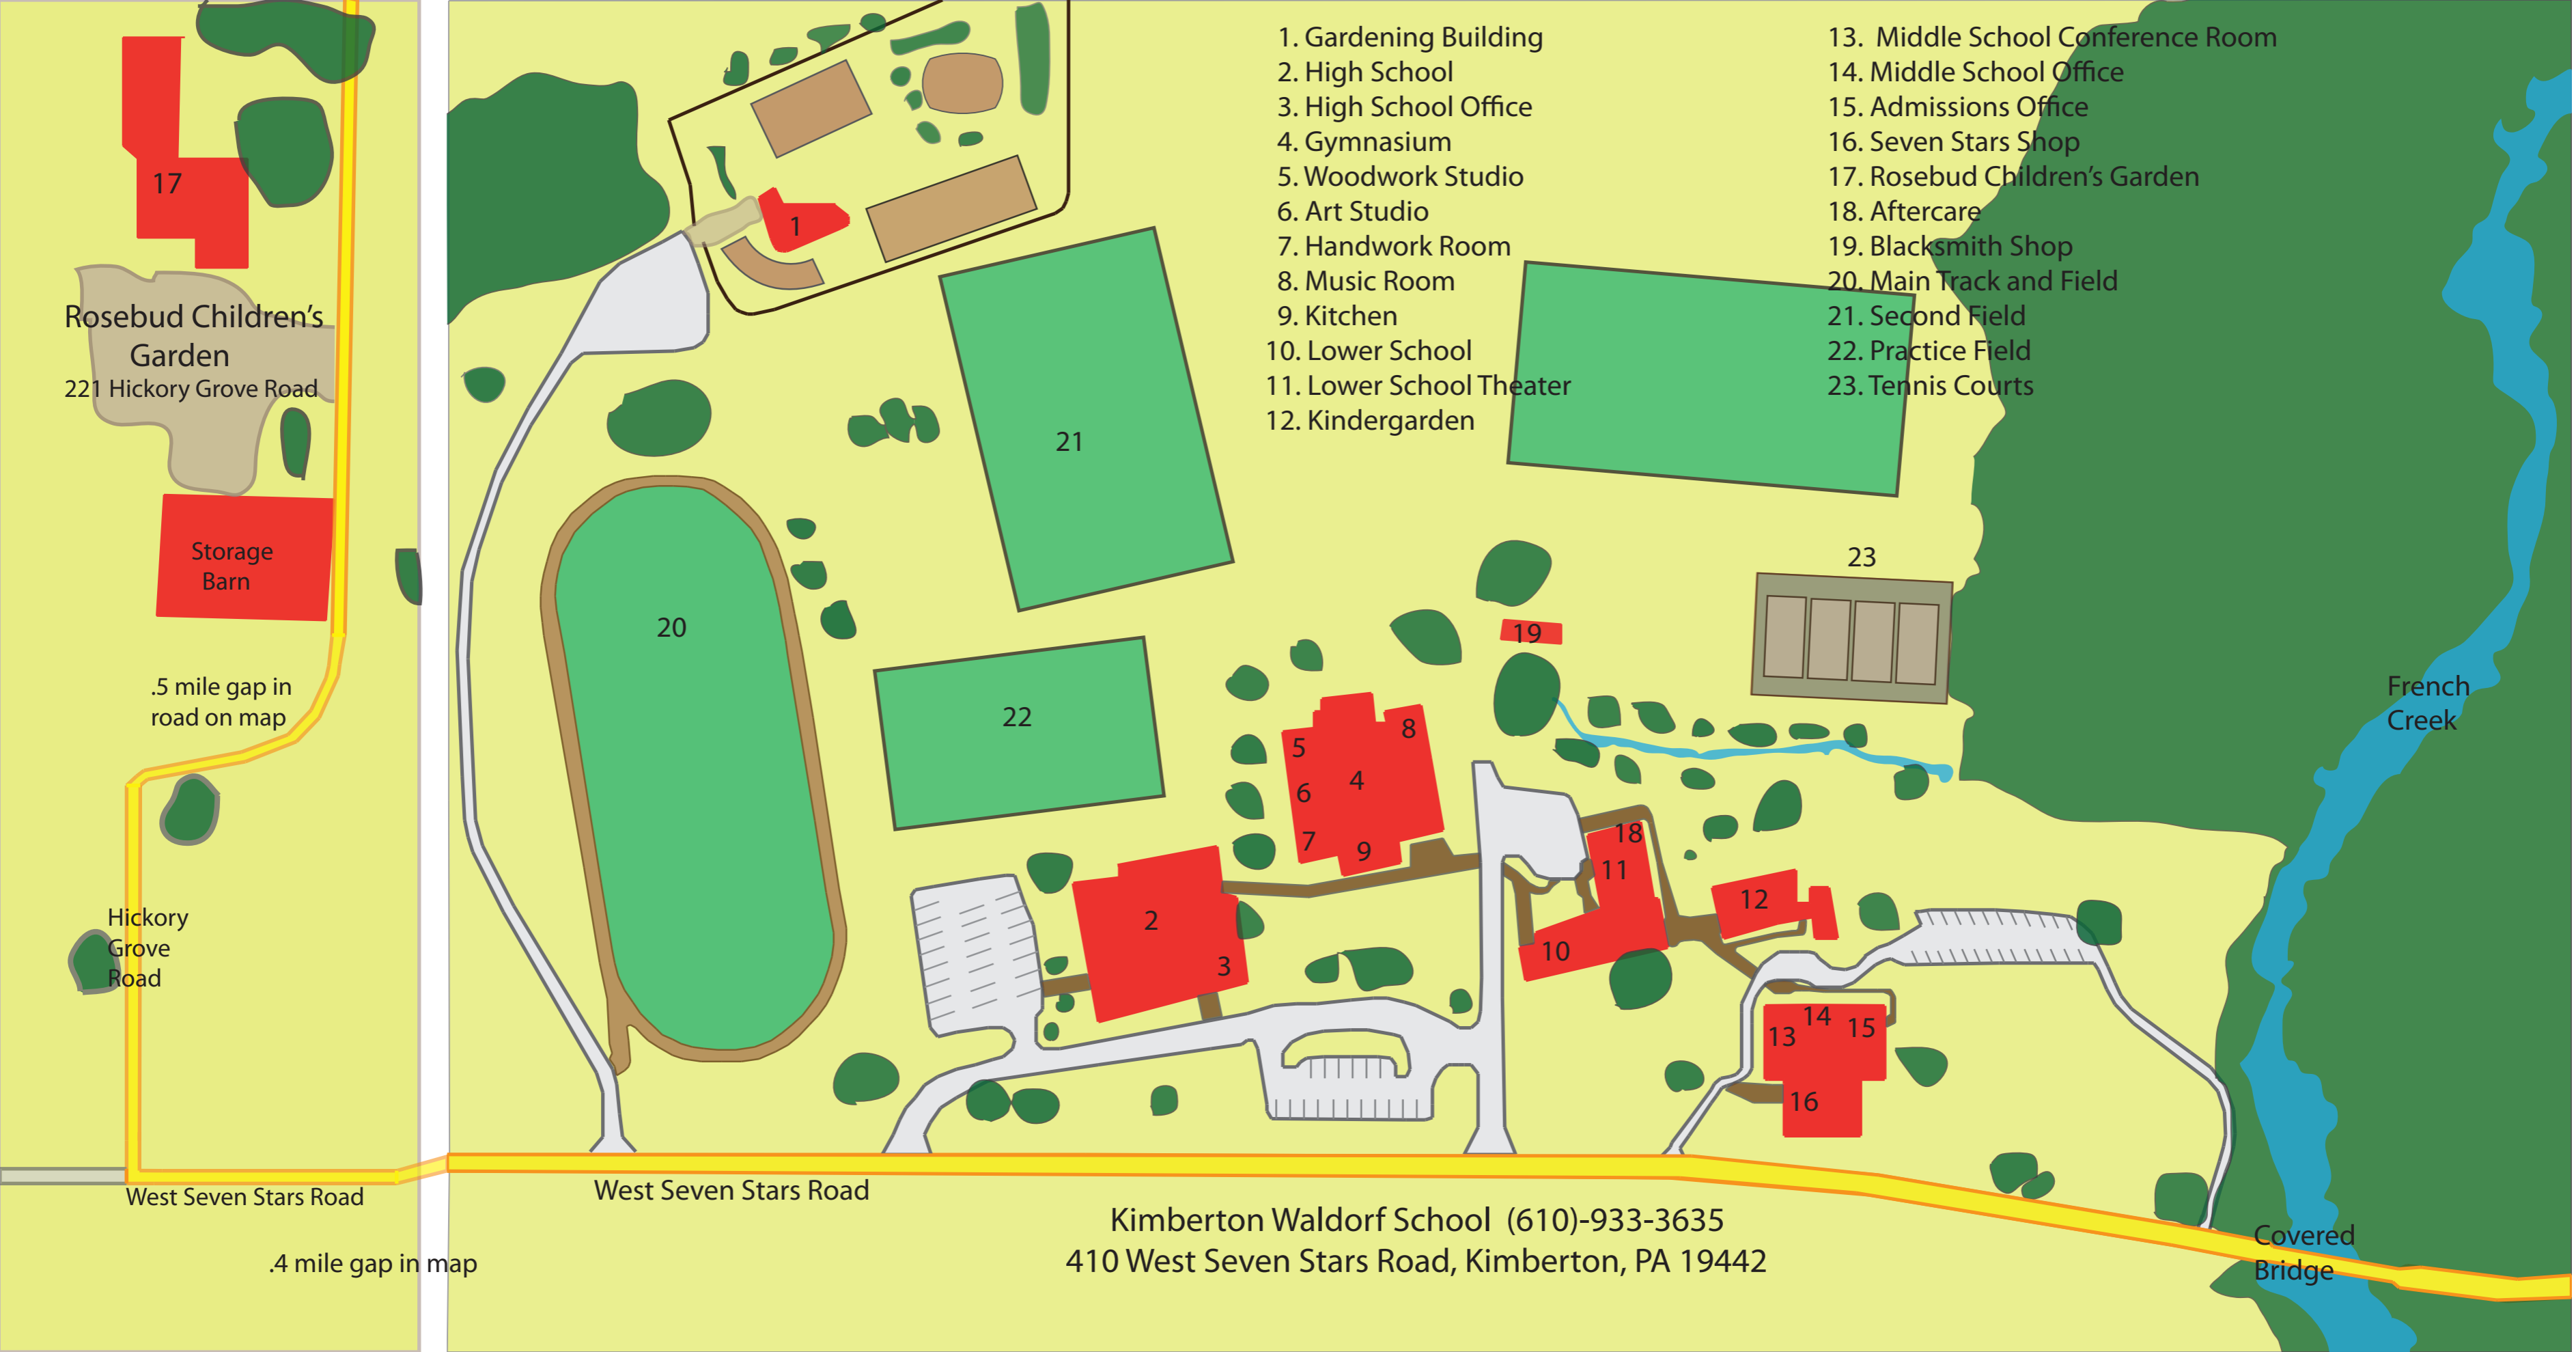 1. Gardening Building
2. High School
3. High School Office
4. Gymnasium
5. Woodwork Studio
6. Art Studio
7. Handwork Room
8. Music Room
9. Kitchen
10. Lower School
11. Lower School Theater
12. Kindergarden
13. Middle School Conference Room
14. Middle School Office
15. Admissions Office
16. Seven Stars Shop
17. Rosebud Children's Garden
18. Aftercare
19. Blacksmith Shop
20. Main Track and Field
21. Second Field
22. Practice Field
23. Tennis Courts
17
Rosebud Children's
Garden
221 Hickory Grove Road
Storage
Barn
.5 mile gap in
road on map
Hickory
Grove
Road
West Seven Stars Road
.4 mile gap in map
1
21
20
22
23
19
5
8
4
6
7
9
2
3
18
11
10
12
14
13
15
16
French
Creek
West Seven Stars Road
Kimberton Waldorf School (610)-933-3635
410 West Seven Stars Road, Kimberton, PA 19442
Covered
Bridge